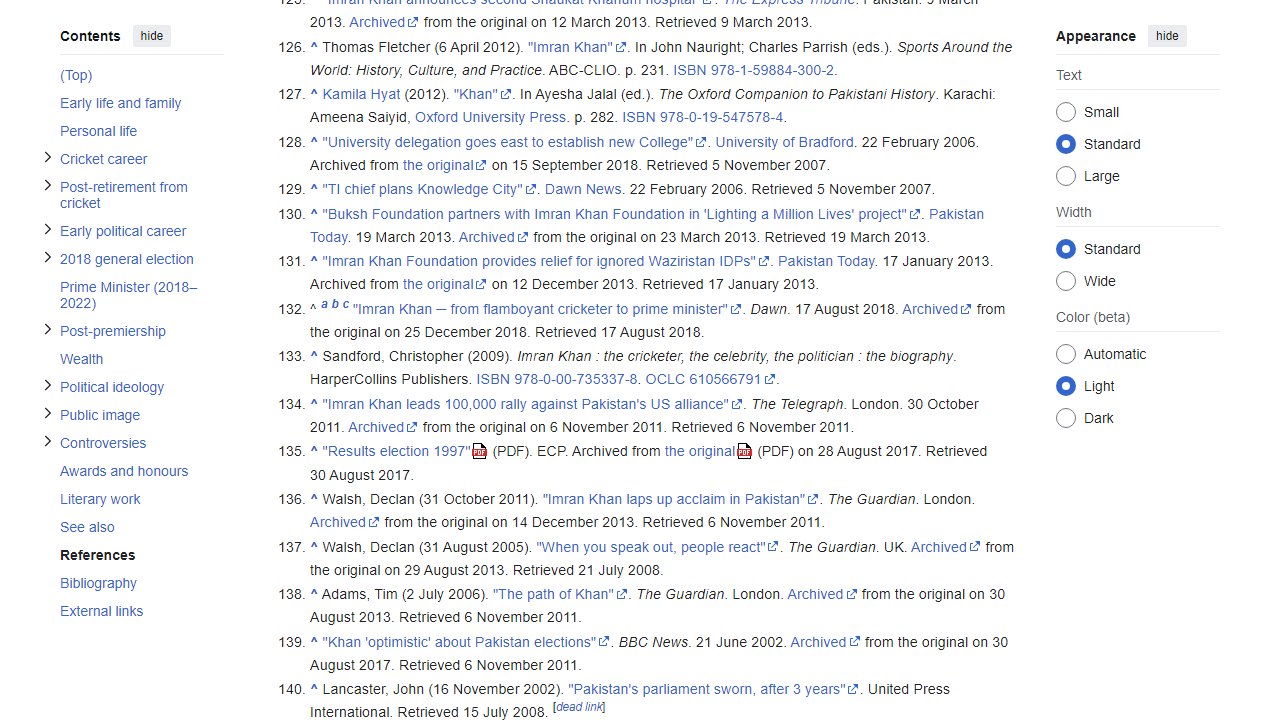 Contents hide
(Top)
Early life and family
Personal life
Cricket career
Post-retirement from
cricket
Early political career
2018 general election
Prime Minister (2018–
2022)
Post-premiership
Wealth
Political ideology
Public image
Controversies
Awards and honours
Literary work
See also
References
Bibliography
External links
125. ^ "Imran Khan announces second Shaukat Khanum hospital". The Express Tribune. Pakistan. 9 March
2013. Archived from the original on 12 March 2013. Retrieved 9 March 2013.
126. ^ Thomas Fletcher (6 April 2012). "Imran Khan". In John Nauright; Charles Parrish (eds.). Sports Around the
World: History, Culture, and Practice. ABC-CLIO. p. 231. ISBN 978-1-59884-300-2.
127. ^ Kamila Hyat (2012). "Khan". In Ayesha Jalal (ed.). The Oxford Companion to Pakistani History. Karachi:
Ameena Saiyid, Oxford University Press. p. 282. ISBN 978-0-19-547578-4.
128. ^ "University delegation goes east to establish new College". University of Bradford. 22 February 2006.
Archived from the original on 15 September 2018. Retrieved 5 November 2007.
129. ^ "TI chief plans Knowledge City". Dawn News. 22 February 2006. Retrieved 5 November 2007.
130. ^ "Buksh Foundation partners with Imran Khan Foundation in 'Lighting a Million Lives' project". Pakistan
Today. 19 March 2013. Archived from the original on 23 March 2013. Retrieved 19 March 2013.
131. ^ "Imran Khan Foundation provides relief for ignored Waziristan IDPs". Pakistan Today. 17 January 2013.
Archived from the original on 12 December 2013. Retrieved 17 January 2013.
132. ^ a b c "Imran Khan ─ from flamboyant cricketer to prime minister". Dawn. 17 August 2018. Archived from
the original on 25 December 2018. Retrieved 17 August 2018.
133. ^ Sandford, Christopher (2009). Imran Khan : the cricketer, the celebrity, the politician : the biography.
HarperCollins Publishers. ISBN 978-0-00-735337-8. OCLC 610566791.
134. ^ "Imran Khan leads 100,000 rally against Pakistan's US alliance". The Telegraph. London. 30 October
2011. Archived from the original on 6 November 2011. Retrieved 6 November 2011.
135. ^ "Results election 1997" (PDF). ECP. Archived from the original (PDF) on 28 August 2017. Retrieved
30 August 2017.
136. ^ Walsh, Declan (31 October 2011). "Imran Khan laps up acclaim in Pakistan". The Guardian. London.
Archived from the original on 14 December 2013. Retrieved 6 November 2011.
137. ^ Walsh, Declan (31 August 2005). "When you speak out, people react". The Guardian. UK. Archived from
the original on 29 August 2013. Retrieved 21 July 2008.
138. ^ Adams, Tim (2 July 2006). "The path of Khan". The Guardian. London. Archived from the original on 30
August 2013. Retrieved 6 November 2011.
139. ^ "Khan 'optimistic' about Pakistan elections". BBC News. 21 June 2002. Archived from the original on 30
August 2017. Retrieved 6 November 2011.
140. ^ Lancaster, John (16 November 2002). "Pakistan's parliament sworn, after 3 years". United Press
International. Retrieved 15 July 2008. [dead link]
Appearance hide
Text
Small
Standard
Large
Width
Standard
Wide
Color (beta)
Automatic
Light
Dark